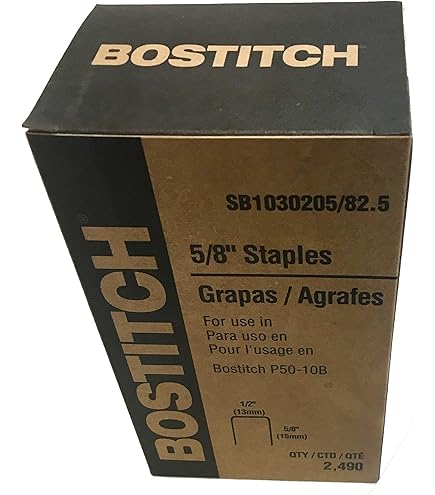 BOSTITCH
BOSTITCH®
SB1030205/82.5
5/8" Staples
Grapas / Agrafes
For use in
Para uso en
Pour l'usage en
Bostitch P50-10B
1/2"
(13mm)
5/8"
(15mm)
QTY / CTD / QTÉ
2,490